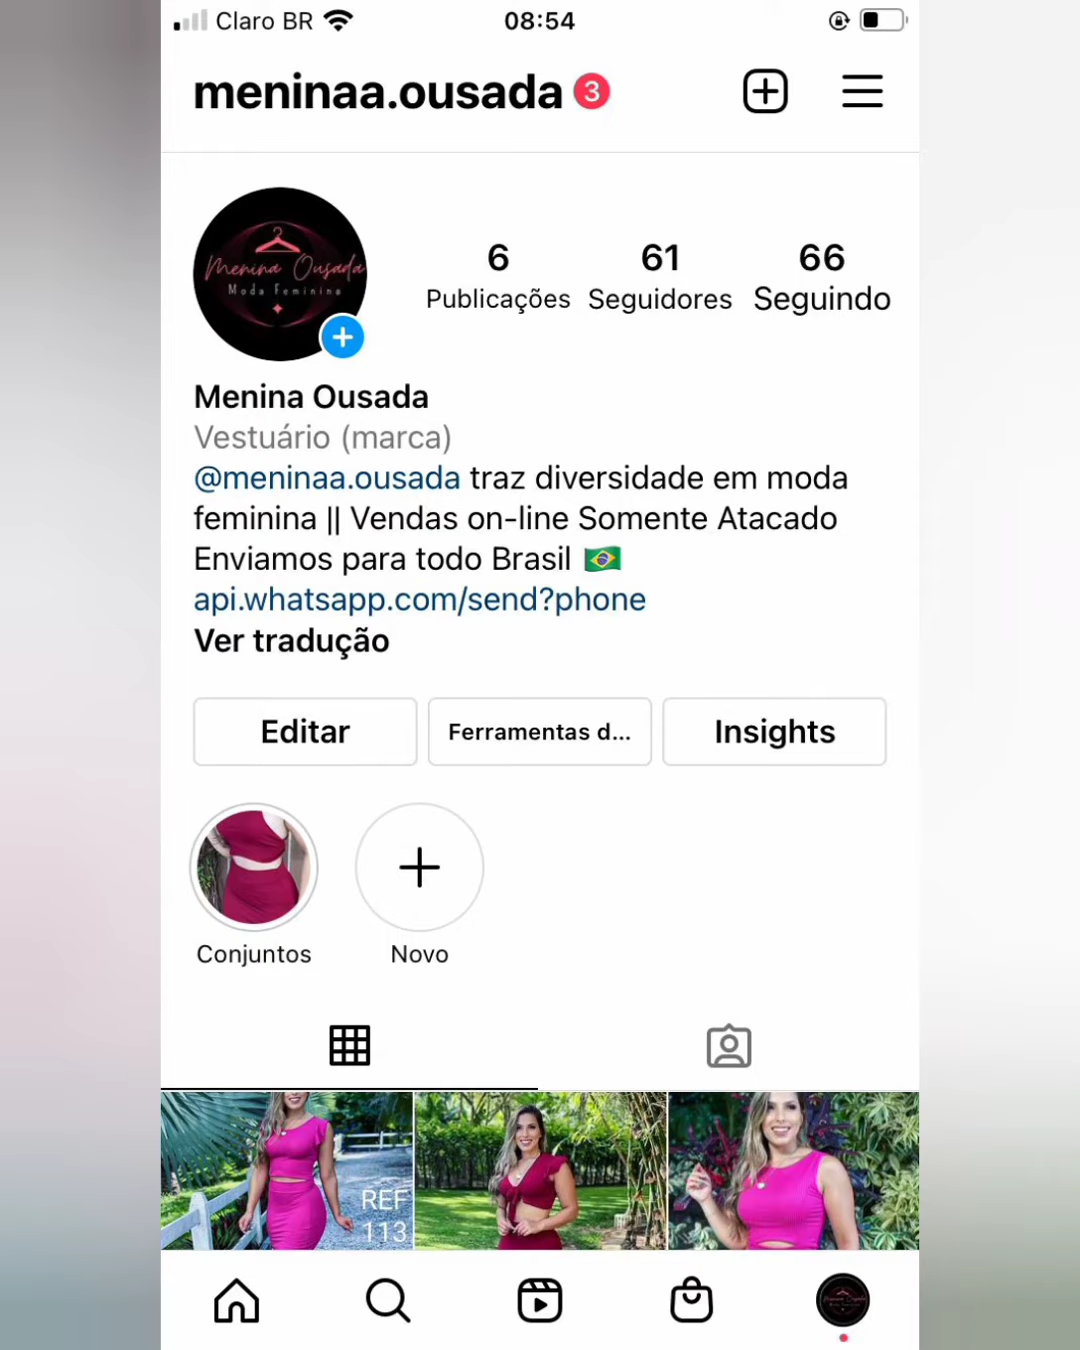 Claro BR
08:54
meninaa.ousada 3
Menina Ousada
Moda Feminina
6
Publicações
61
Seguidores
66
Seguindo
Menina Ousada
Vestuário (marca)
@meninaa.ousada traz diversidade em moda
feminina || Vendas on-line Somente Atacado
Enviamos para todo Brasil 🇧🇷
api.whatsapp.com/send?phone
Ver tradução
Editar
Ferramentas d...
Insights
Conjuntos
Novo
REF
113